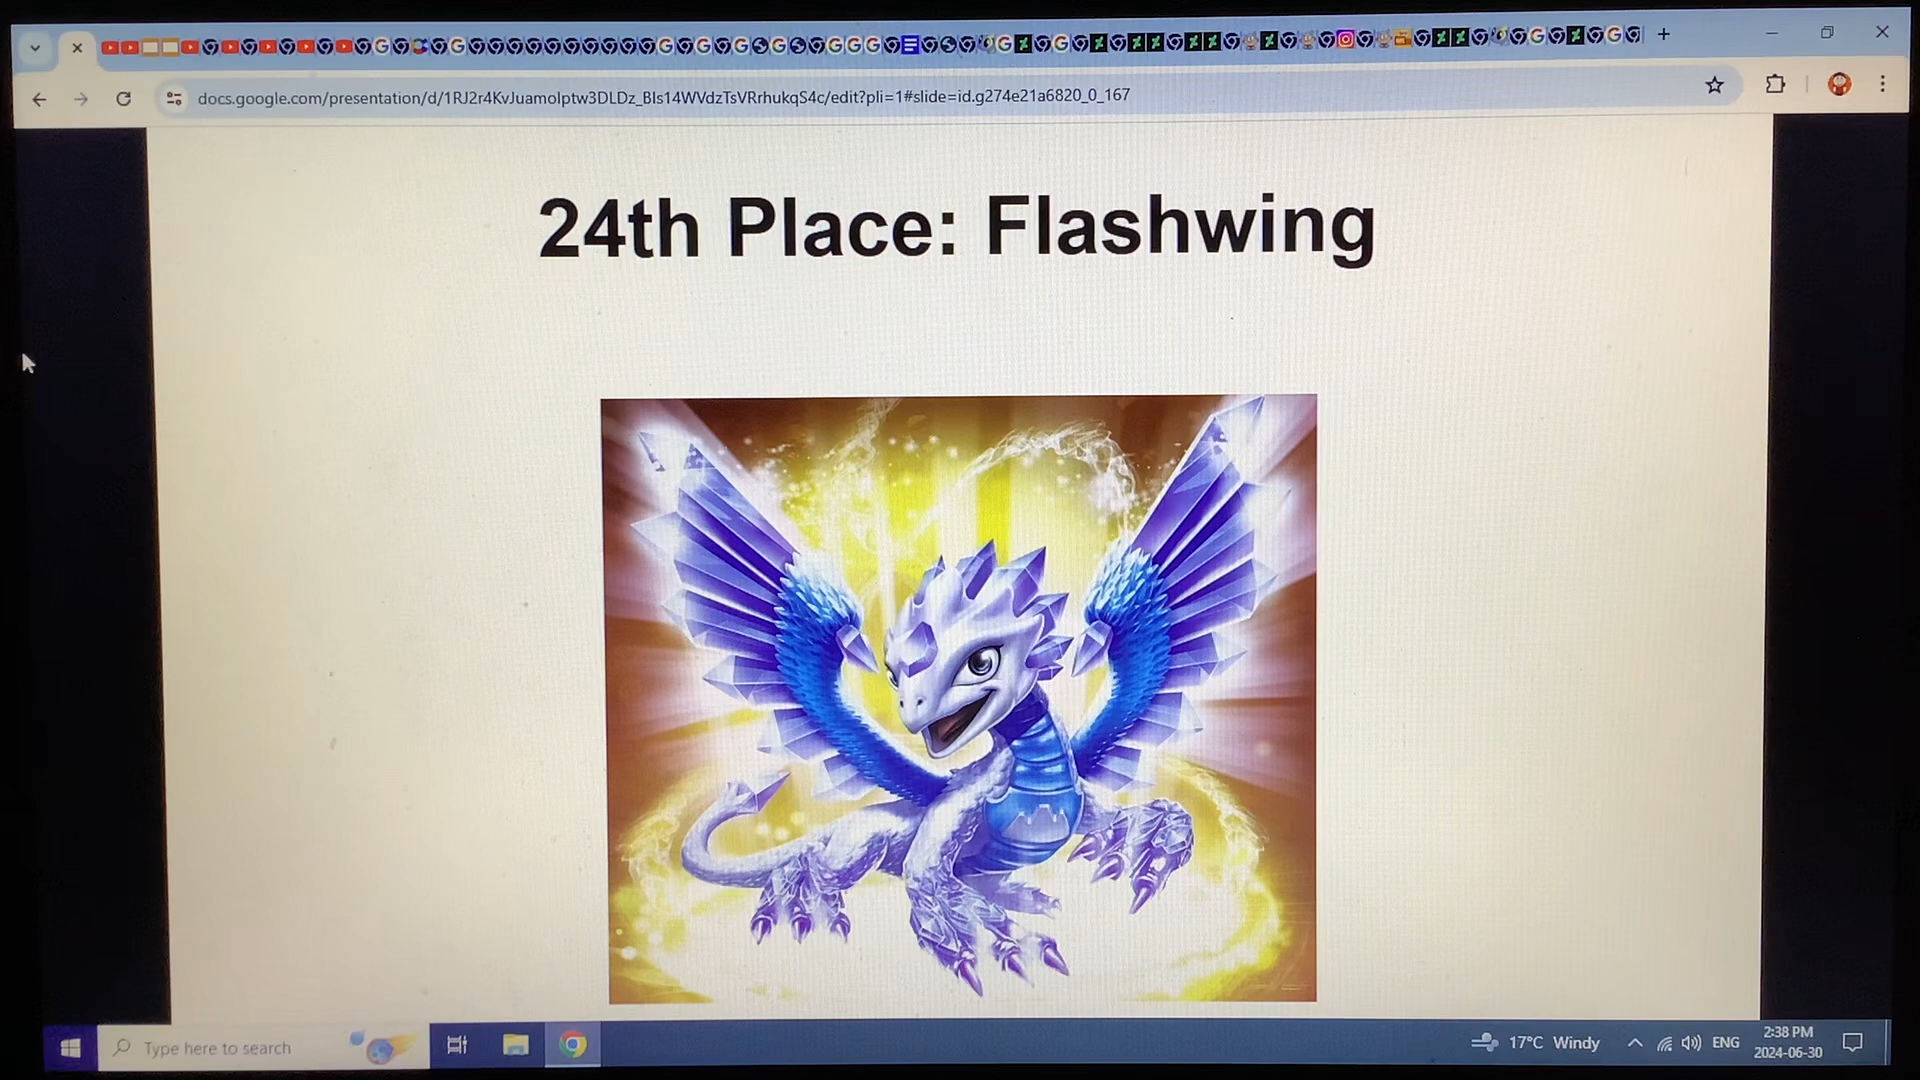 docs.google.com/presentation/d/1RJ2r4KvJuamoIptw3DLDz_BIs14WVdzTsVRrhukqS4c/edit?pli=1#slide=id.g274e21a6820_0_167
24th Place: Flashwing
Type here to search
17°C Windy
ENG
2:38 PM
2024-06-30